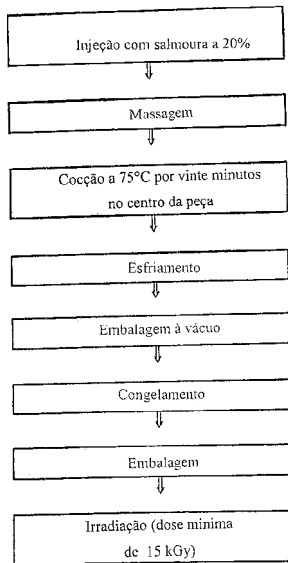 Injeção com salmoura a 20%
Massagem
Cocção a 75°C por vinte minutos
no centro da peça
Esfriamento
Embalagem à vácuo
Congelamento
Embalagem
Irradiação (dose minima
de 15 kGy)